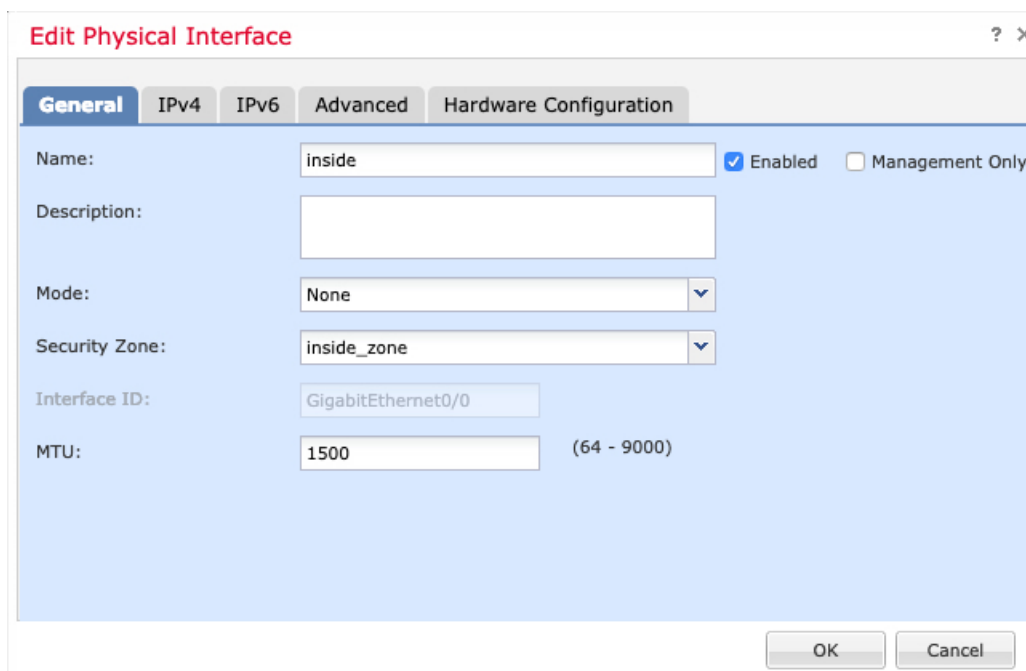 Edit Physical Interface ?
General IPv4 IPv6 Advanced Hardware Configuration
Name: inside Enabled Management Only
Description:
Mode: None
Security Zone: inside_zone
Interface ID: GigabitEthernet0/0
MTU: 1500 (64 - 9000)
OK Cancel